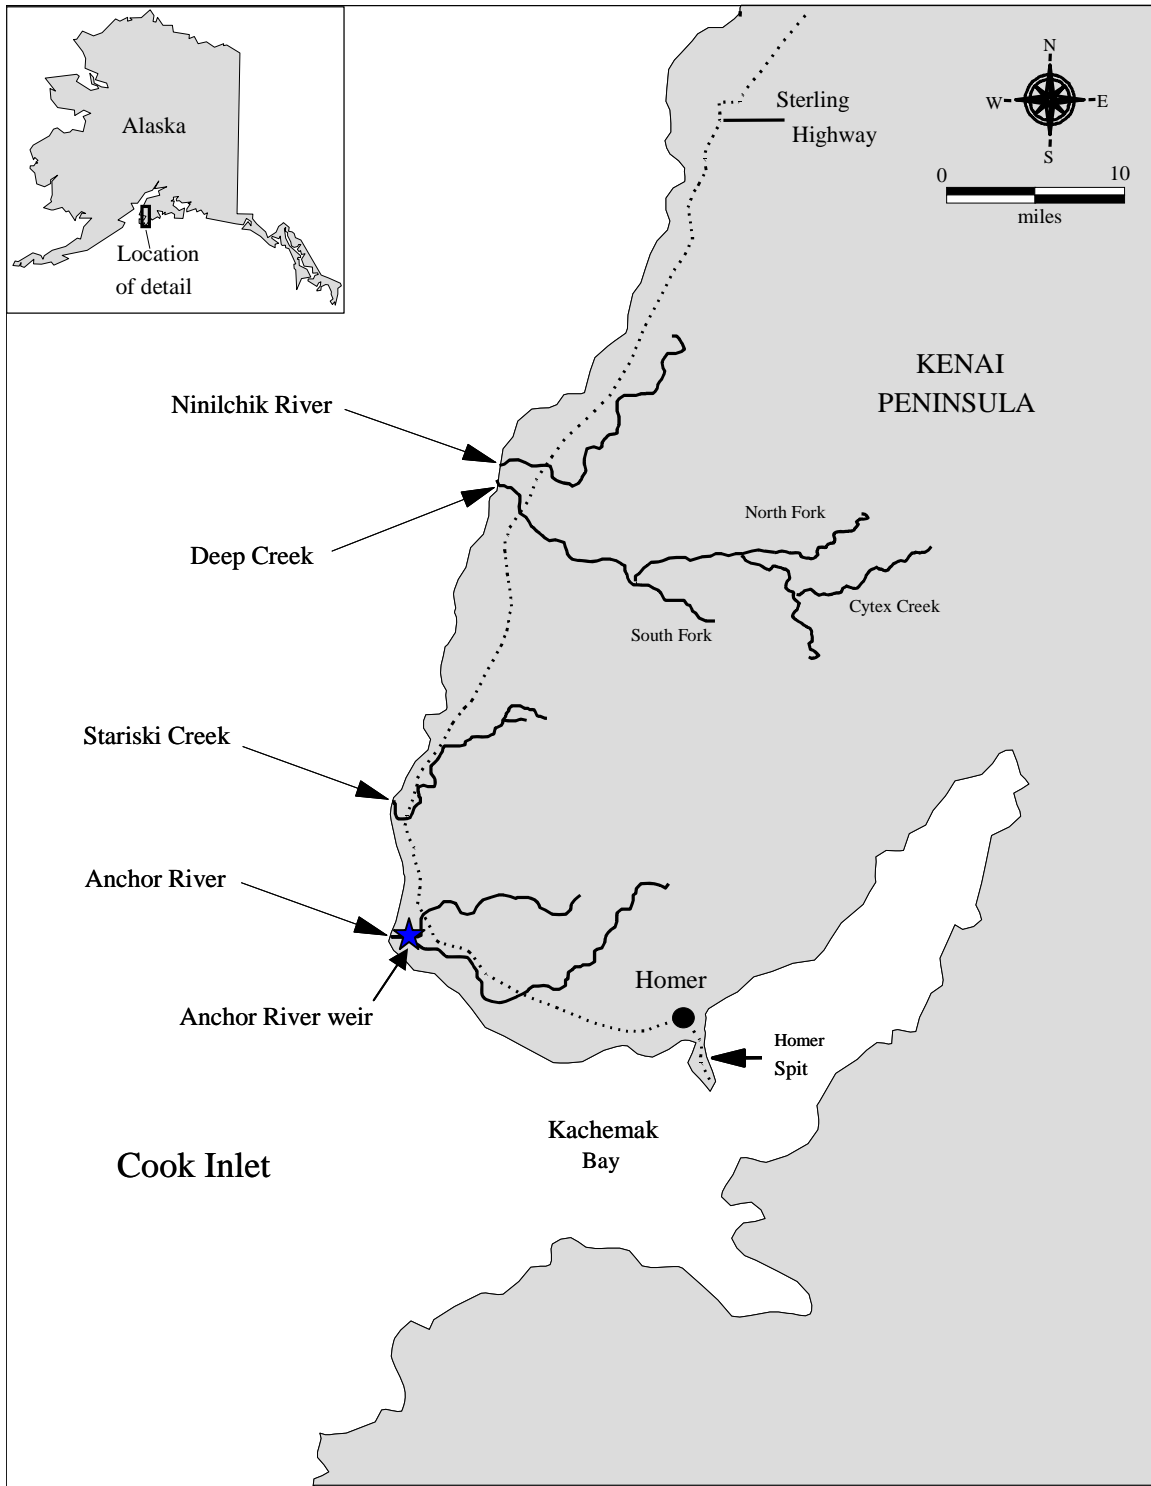 Alaska
Location
of detail
N
W
E
S
0
10
miles
Sterling
Highway
KENAI
PENINSULA
Ninilchik River
Deep Creek
North Fork
Cytex Creek
South Fork
Stariski Creek
Anchor River
Anchor River weir
Homer
Homer
Spit
Kachemak
Bay
Cook Inlet